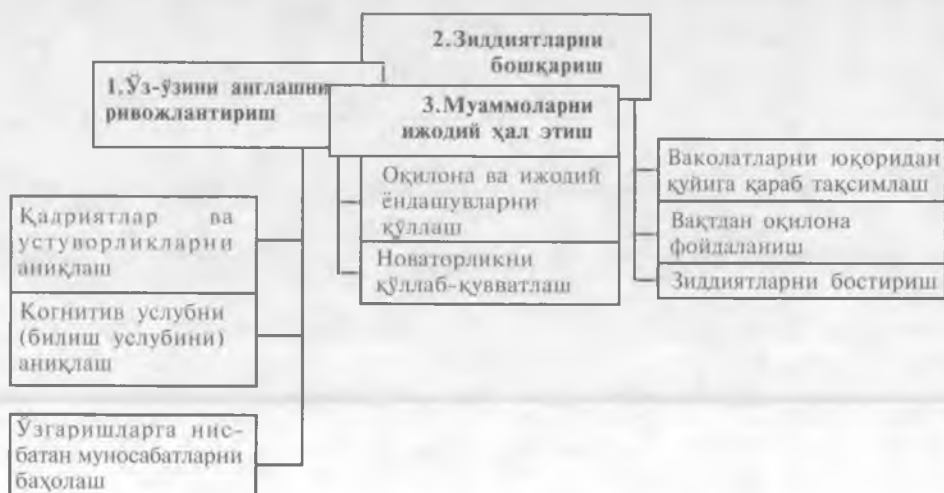 1.Ўз-ўзини англашни
ривожлантириш
2.Зиддиятларни
бошқариш
3.Муаммоларни
ижодий ҳал этиш
Қадриятлар ва
устуворликларни
аниқлаш
Когнитив услубни
(билиш услубини)
аниқлаш
Ўзгаришларга нис-
батан муносабатларни
баҳолаш
Оқилона ва ижодий
ёндашувларни
қўллаш
Новаторликни
қўллаб-қувватлаш
Ваколатларни юқоридан
қуйига қараб тақсимлаш
Вақтдан оқилона
фойдаланиш
Зиддиятларни бостириш